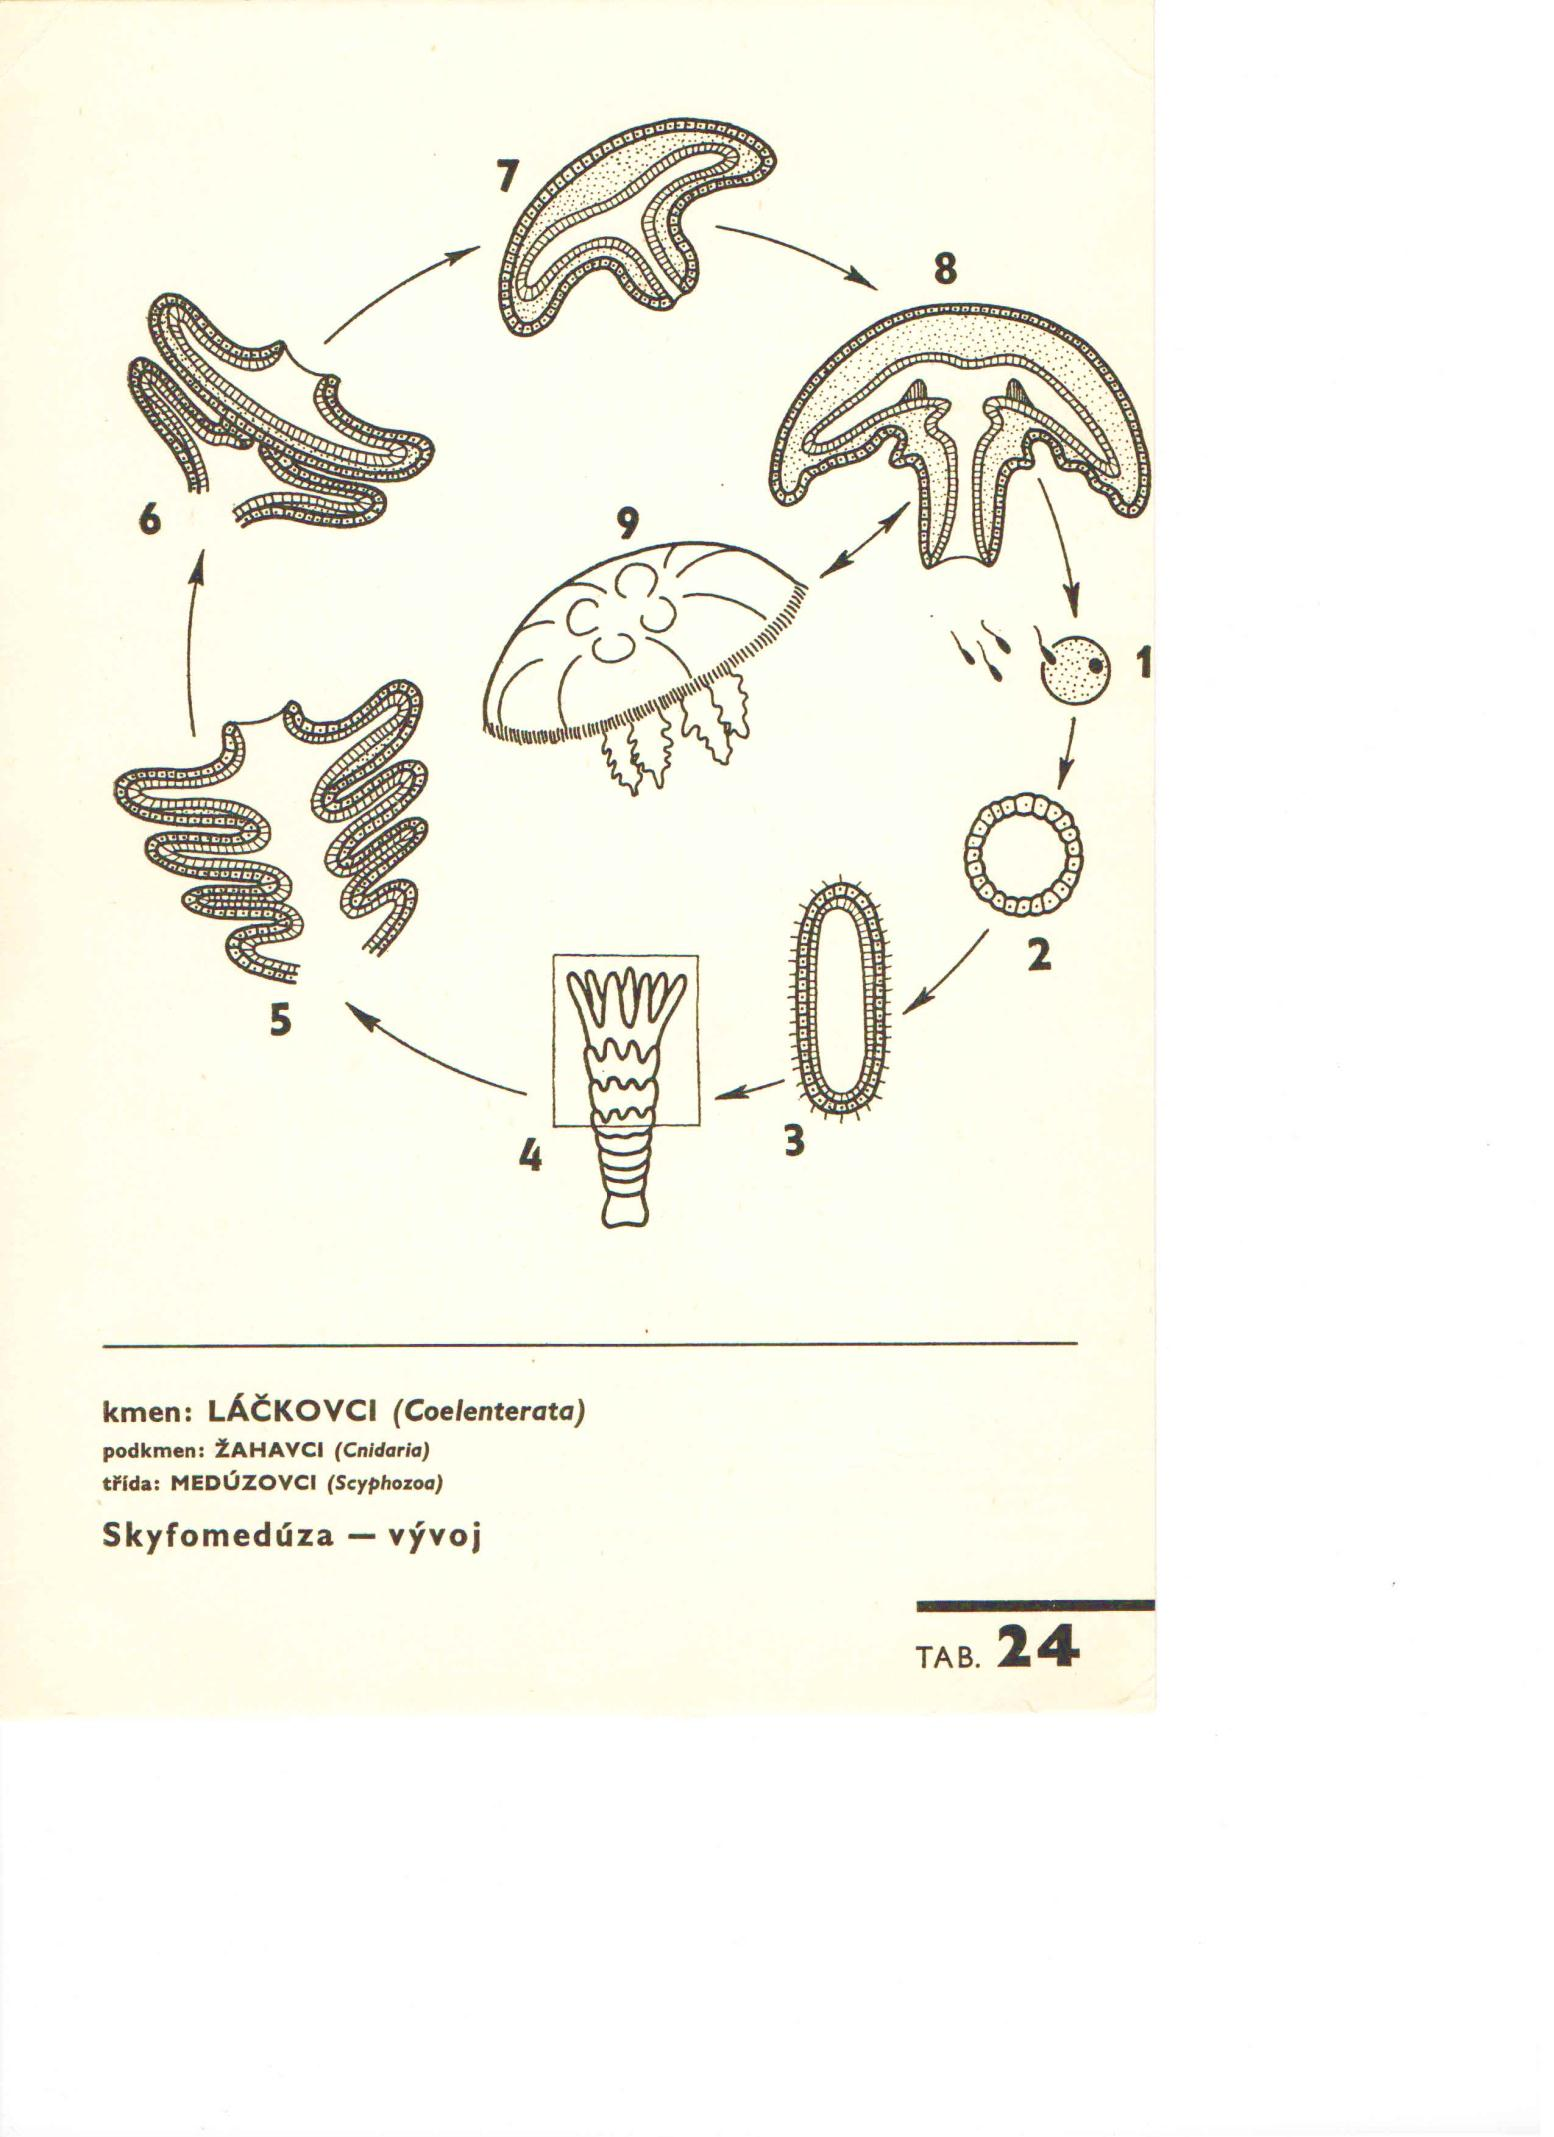 7
8
6
9
1
2
5
4
3
kmen: LÁČKOVCI (Coelenterata)
podkmen: ŽAHAVCI (Cnidaria)
třída: MEDÚZOVCI (Scyphozoa)
Skyfomedúza — vývoj
TAB. 24